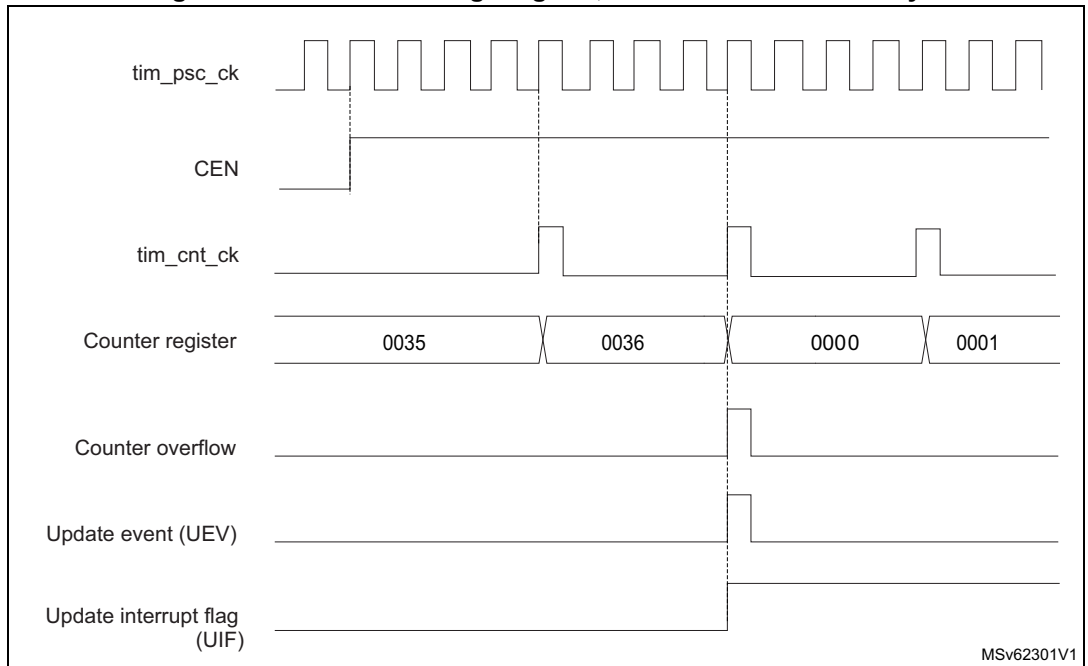 tim_psc_ck
CEN
tim_cnt_ck
Counter register
0035
0036
0000
0001
Counter overflow
Update event (UEV)
Update interrupt flag
(UIF)
MSv62301V1